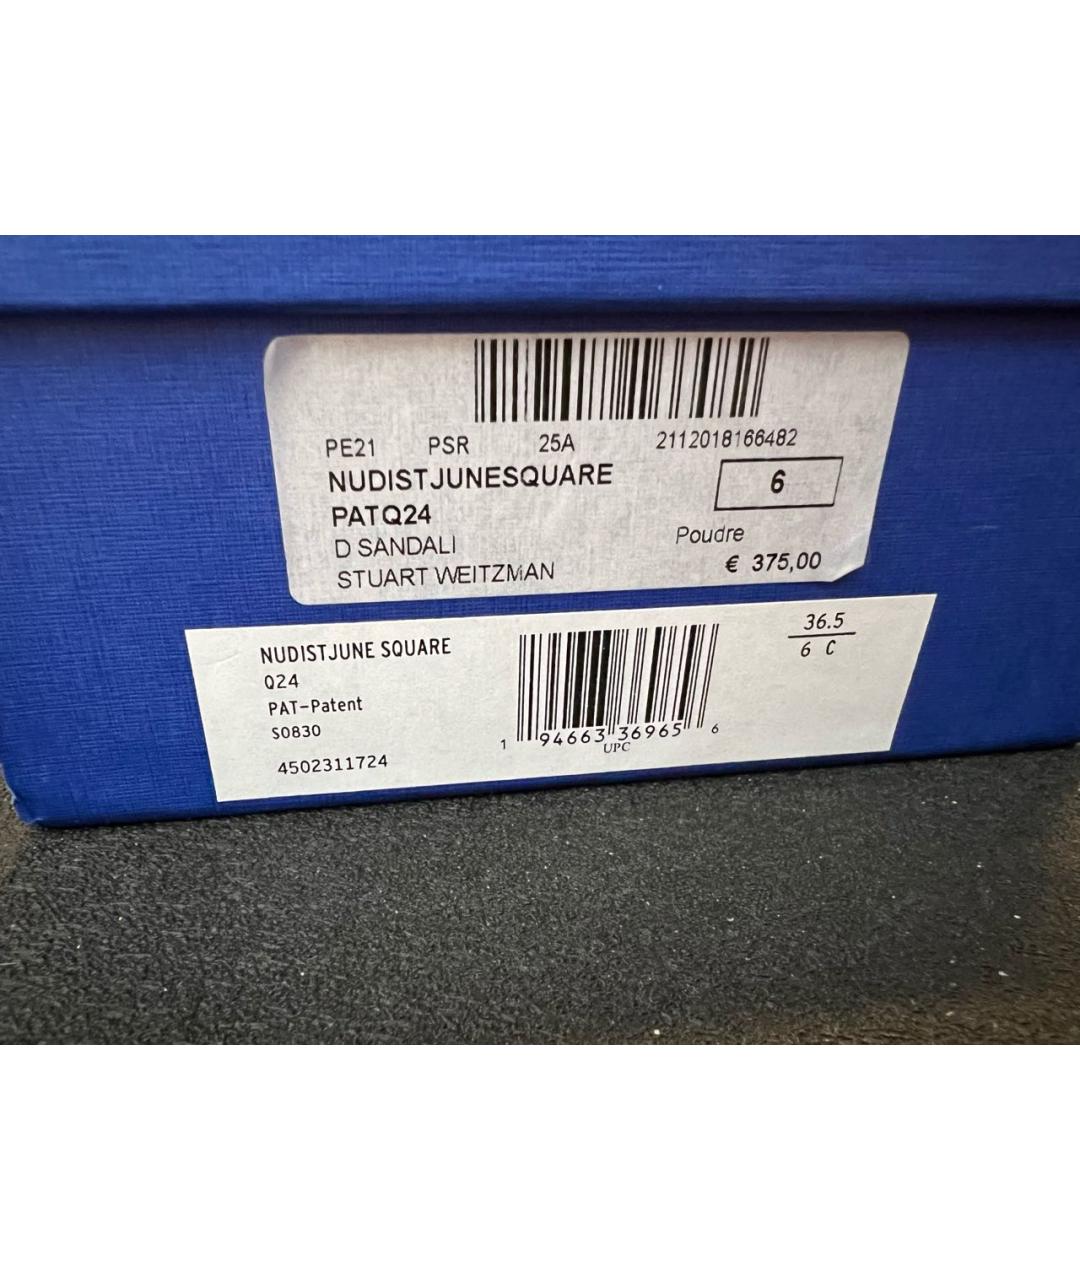 PE21 PSR 25A 2112018166482
NUDISTJUNESQUARE
6
PATQ24
D SANDALI
Poudre
STUART WEITZMAN
€ 375,00
NUDISTJUNE SQUARE
Q24
PAT-Patent
S0830
4502311724
1 94663 36965 6
UPC
36.5
6 C